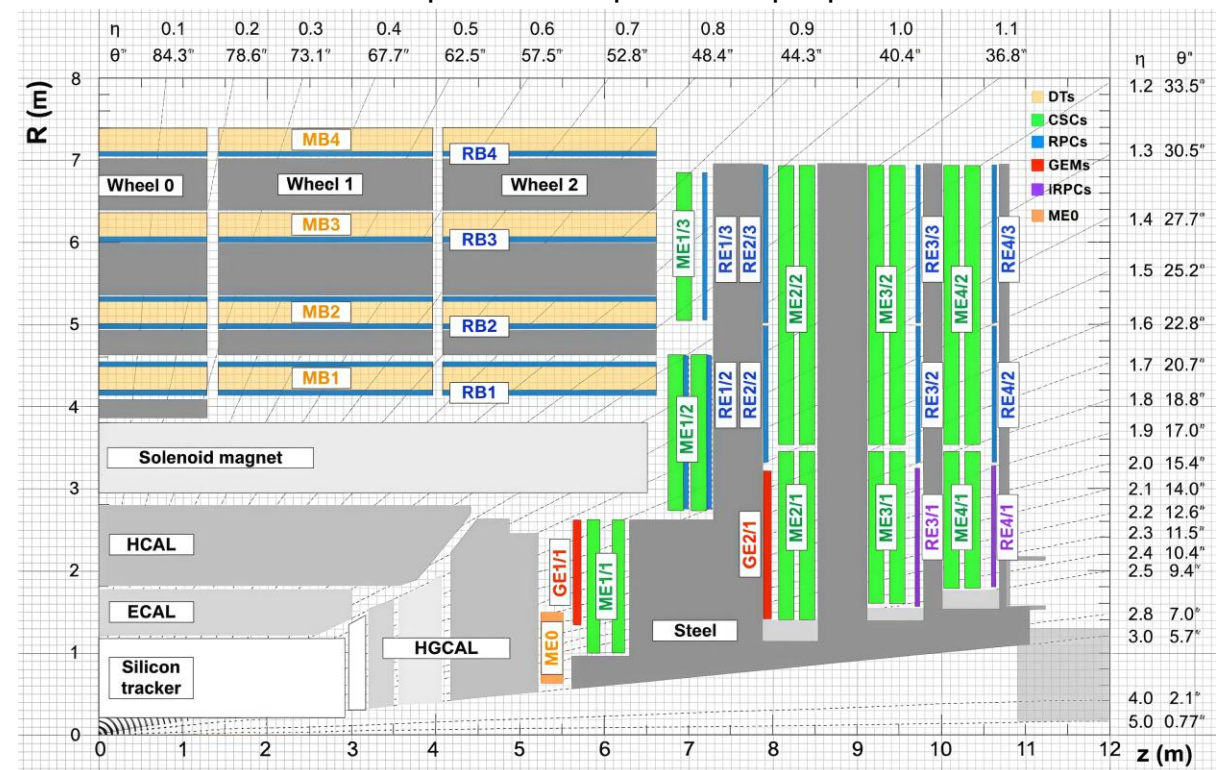 η 0.1 0.2 0.3 0.4 0.5 0.6 0.7 0.8 0.9 1.0 1.1
θ° 84.3° 78.6° 73.1° 67.7° 62.5° 57.5° 52.8° 48.4° 44.3° 40.4° 36.8° η θ°
R (m)
8
7
6
5
4
3
2
1
0
1.2 33.5°
1.3 30.5°
1.4 27.7°
1.5 25.2°
1.6 22.8°
1.7 20.7°
1.8 18.8°
1.9 17.0°
2.0 15.4°
2.1 14.0°
2.2 12.6°
2.3 11.5°
2.4 10.4°
2.5 9.4°
2.8 7.0°
3.0 5.7°
4.0 2.1°
5.0 0.77°
DTs
CSCs
RPCs
GEMs
iRPCs
ME0
MB4
RB4
Wheel 0 Wheel 1 Wheel 2
MB3
RB3
MB2
RB2
MB1
RB1
Solenoid magnet
HCAL
ECAL
Silicon
tracker
HGCAL
Steel
ME0
GE1/1
ME1/1
ME1/2
ME1/3
RE1/3
RE2/3
RE1/2
RE2/2
GE2/1
ME2/2
ME2/1
ME3/2
ME3/1
RE3/3
RE3/2
RE3/1
ME4/2
ME4/1
RE4/3
RE4/2
RE4/1
0 1 2 3 4 5 6 7 8 9 10 11 12 z (m)